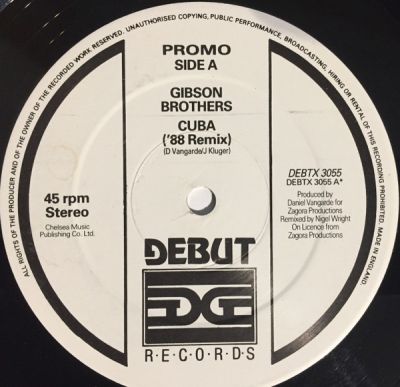 ALL RIGHTS OF THE PRODUCER AND OF THE OWNER OF THE RECORDED WORK RESERVED. UNAUTHORISED COPYING, PUBLIC PERFORMANCE, BROADCASTING, HIRING OR RENTAL OF THIS RECORDING PROHIBITED. MADE IN ENGLAND.
PROMO
SIDE A
GIBSON
BROTHERS
CUBA
('88 Remix)
(D Vangarde/J Kluger)
45 rpm
Stereo
Chelsea Music
Publishing Co. Ltd.
DEBTX 3055
DEBTX 3055 A*
Produced by
Daniel Vangarde for
Zagora Productions
Remixed by Nigel Wright
On Licence from
Zagora Productions
DEBUT
R·E·C·O·R·D·S